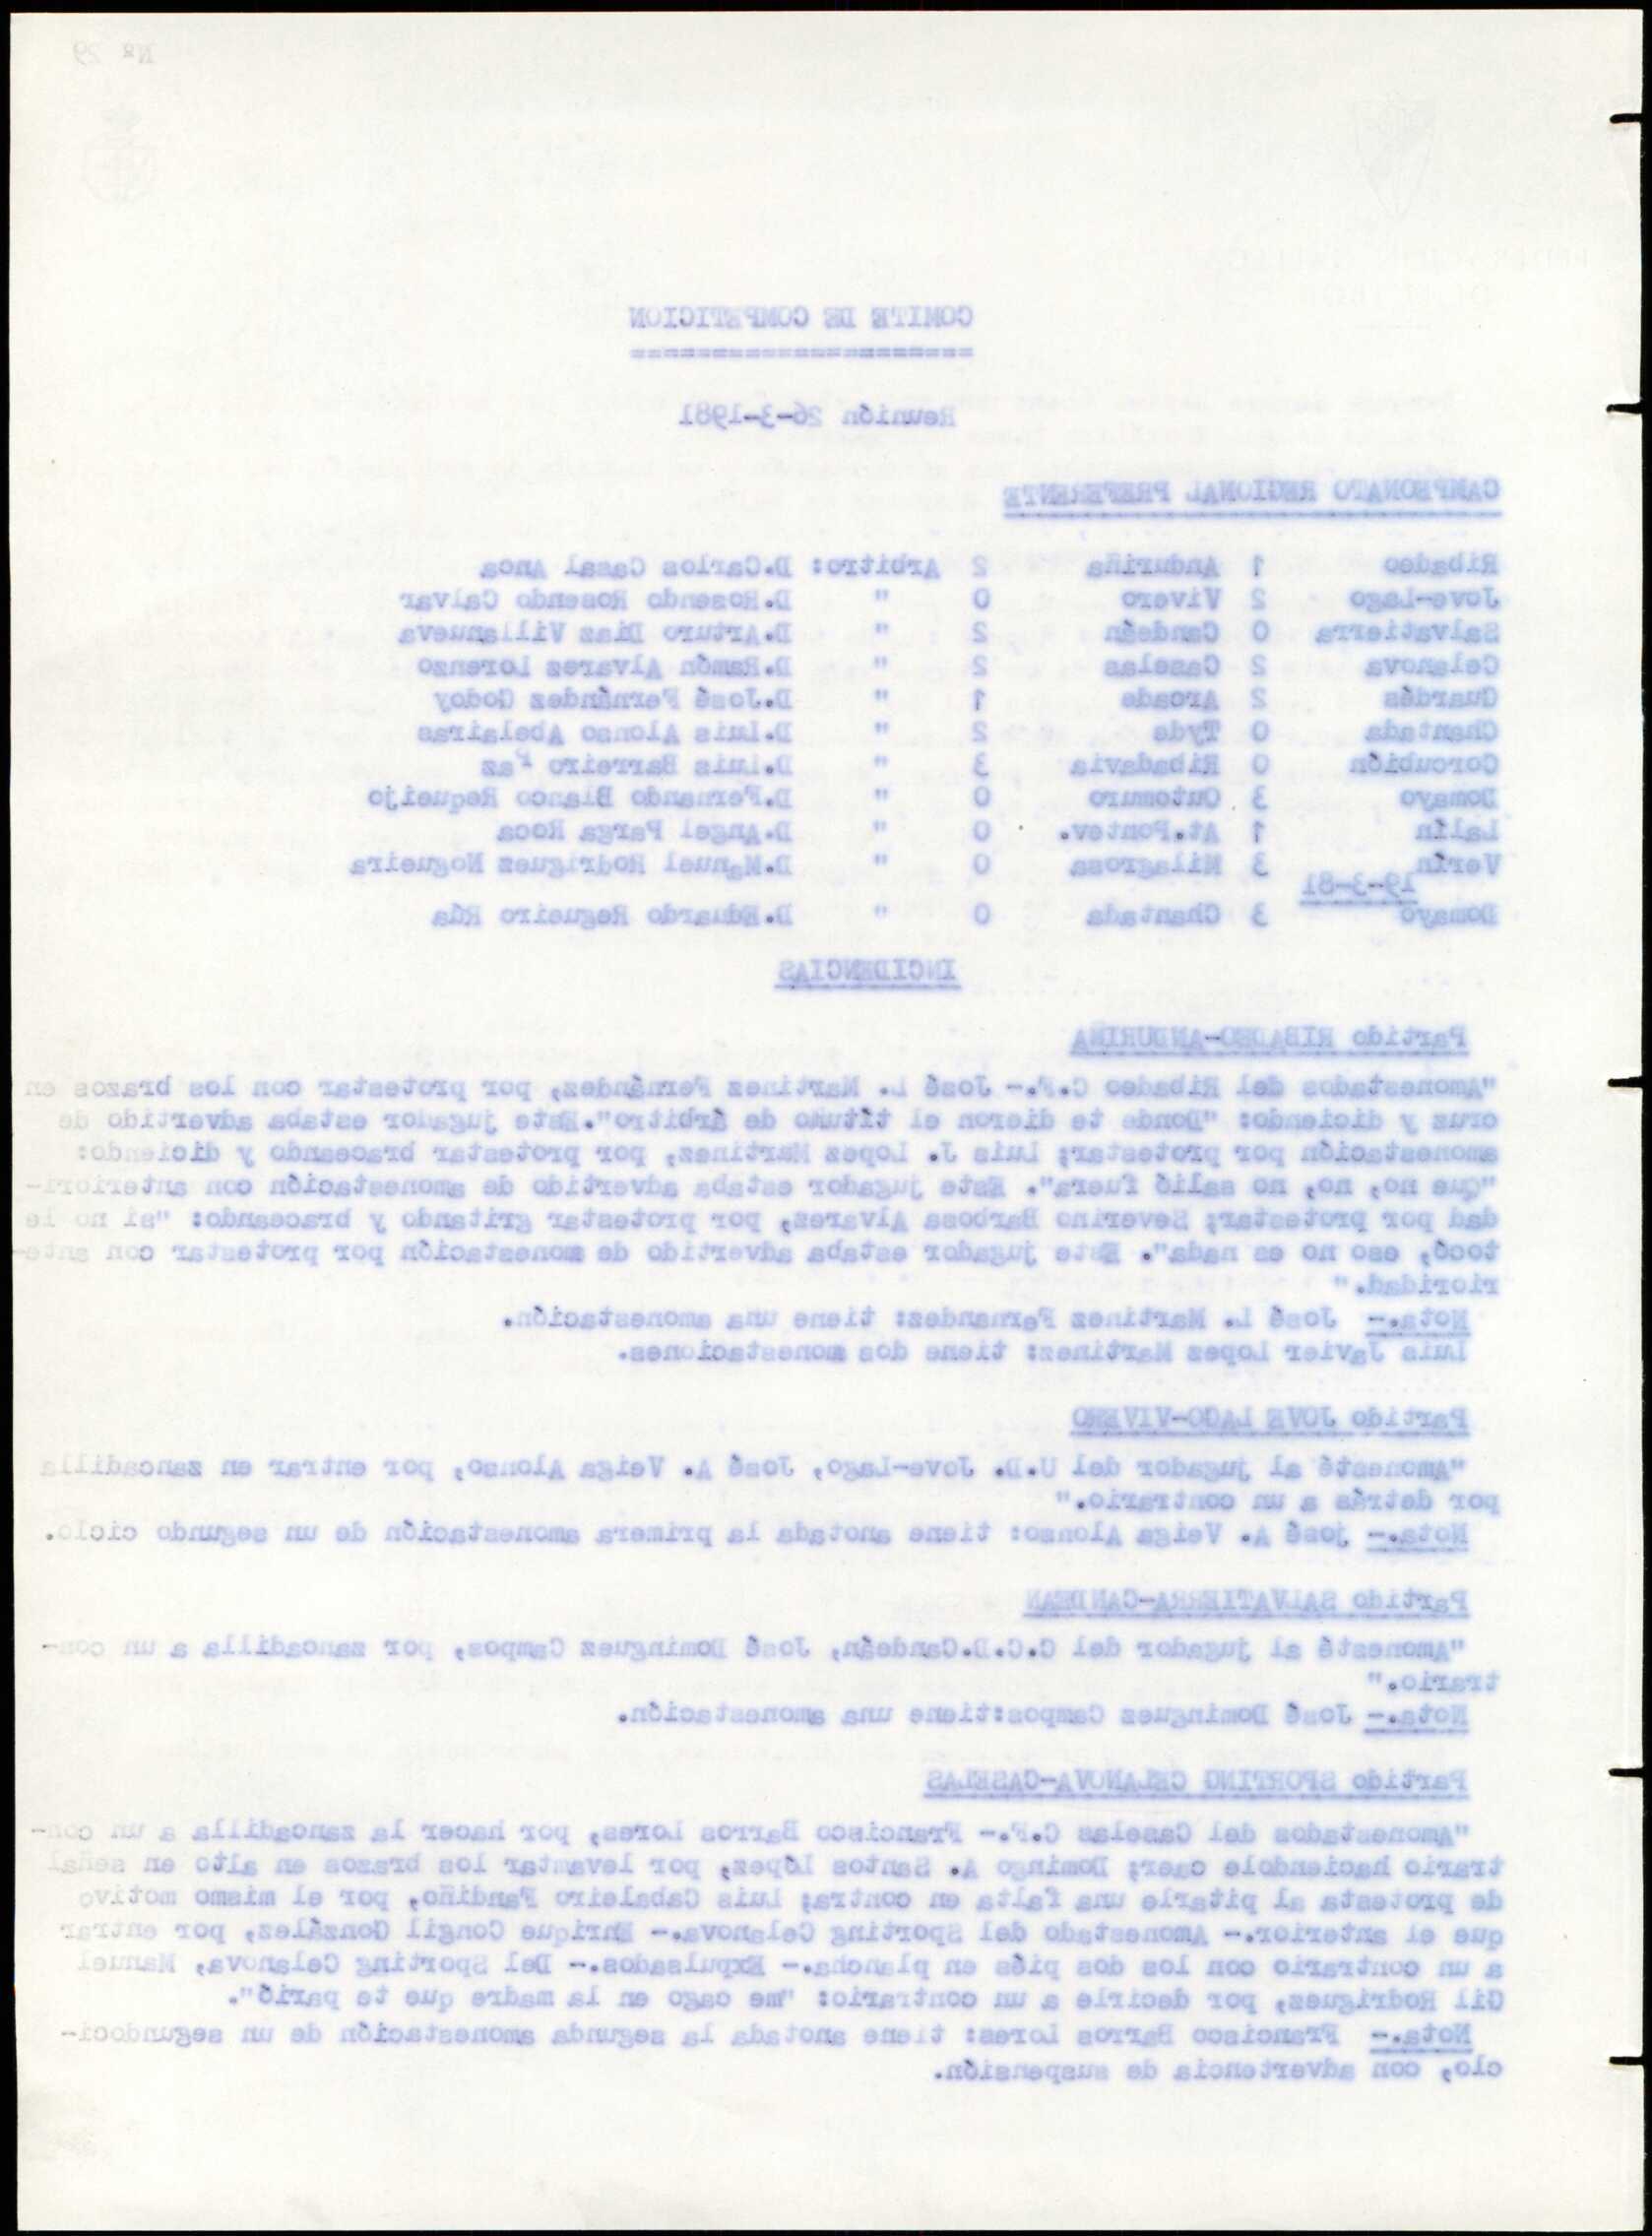 Nº 29
COMITE DE COMPETICION
=====================
Reunión 26-3-1981
CAMPEONATO REGIONAL PREFERENTE
Ribadeo 1 Anduriña 2 Arbitro: D.Carlos Casal Anca
Jove-Lago 2 Vivero 0 " D.Rosendo Rosendo Calvar
Salvatierra 0 Candeán 2 " D.Arturo Diaz Villanueva
Celanova 2 Caselas 2 " D.Ramón Alvarez Lorenzo
Guardés 2 Arcade 1 " D.José Fernández Godoy
Chantada 0 Tyde 2 " D.Luis Alonso Abelairas
Corcubión 0 Ribadavia 3 " D.Luis Barreiro Paz
Domayo 3 Outomuro 0 " D.Fernando Blanco Requeijo
Lalín 1 At.Pontev. 0 " D.Angel Parga Roca
Verín 3 Milagrosa 0 " D.Manuel Rodriguez Nogueira
19-3-81
Domayo 3 Chantada 0 " D.Eduardo Regueiro Rúa
INCIDENCIAS
Partido RIBADEO-ANDURIÑA
"Amonestados del Ribadeo C.F.- José L. Martinez Fernández, por protestar con los brazos en
cruz y diciendo: "Donde te dieron el títuño de árbitro".Este jugador estaba advertido de
amonestación por protestar; Luis J. Lopez Martinez, por protestar braceando y diciendo:
"que no, no, no salió fuera". Este jugador estaba advertido de amonestación con anteriori-
dad por protestar; Severino Barbosa Alvarez, por protestar gritando y braceando: "si no le
tocó, eso no es nada". Este jugador estaba advertido de monestación por protestar con ante-
rioridad."
Nota.- José L. Martinez Fernandez: tiene una amonestación.
Luis Javier Lopez Martinez: tiene dos monestaciones.
Partido JOVE LAGO-VIVERO
"Amonesté al jugador del U.D. Jove-Lago, José A. Veiga Alonso, por entrar en zancadilla
por detrás a un contrario."
Nota.- josé A. Veiga Alonso: tiene anotada la primera amonestación de un segundo ciclo.
Partido SALVATIERRA-CANDEAN
"Amonesté al jugador del C.C.D.Candeán, José Dominguez Campos, por zancadilla a un con-
trario."
Nota.- José Dominguez Campos:tiene una amonestación.
Partido SPORTING CELANOVA-CASELAS
"Amonestados del Caselas C.F.- Francisco Barros Lores, por hacer la zancadilla a un con-
trario haciendole caer; Domingo A. Santos López, por levantar los brazos en alto en señal
de protesta al pitarle una falta en contra; Luis Cabaleiro Fandiño, por el mismo motivo
que el anterior.- Amonestado del Sporting Celanova.- Enrique Congil González, por entrar
a un contrario con los dos piés en plancha.- Expulsados.- Del Sporting Celanova, Manuel
Gil Rodriguez, por decirle a un contrario: "me cago en la madre que te parió".
Nota.- Francisco Barros Lores: tiene anotada la segunda amonestación de un segundoci-
clo, con advertencia de suspensión.